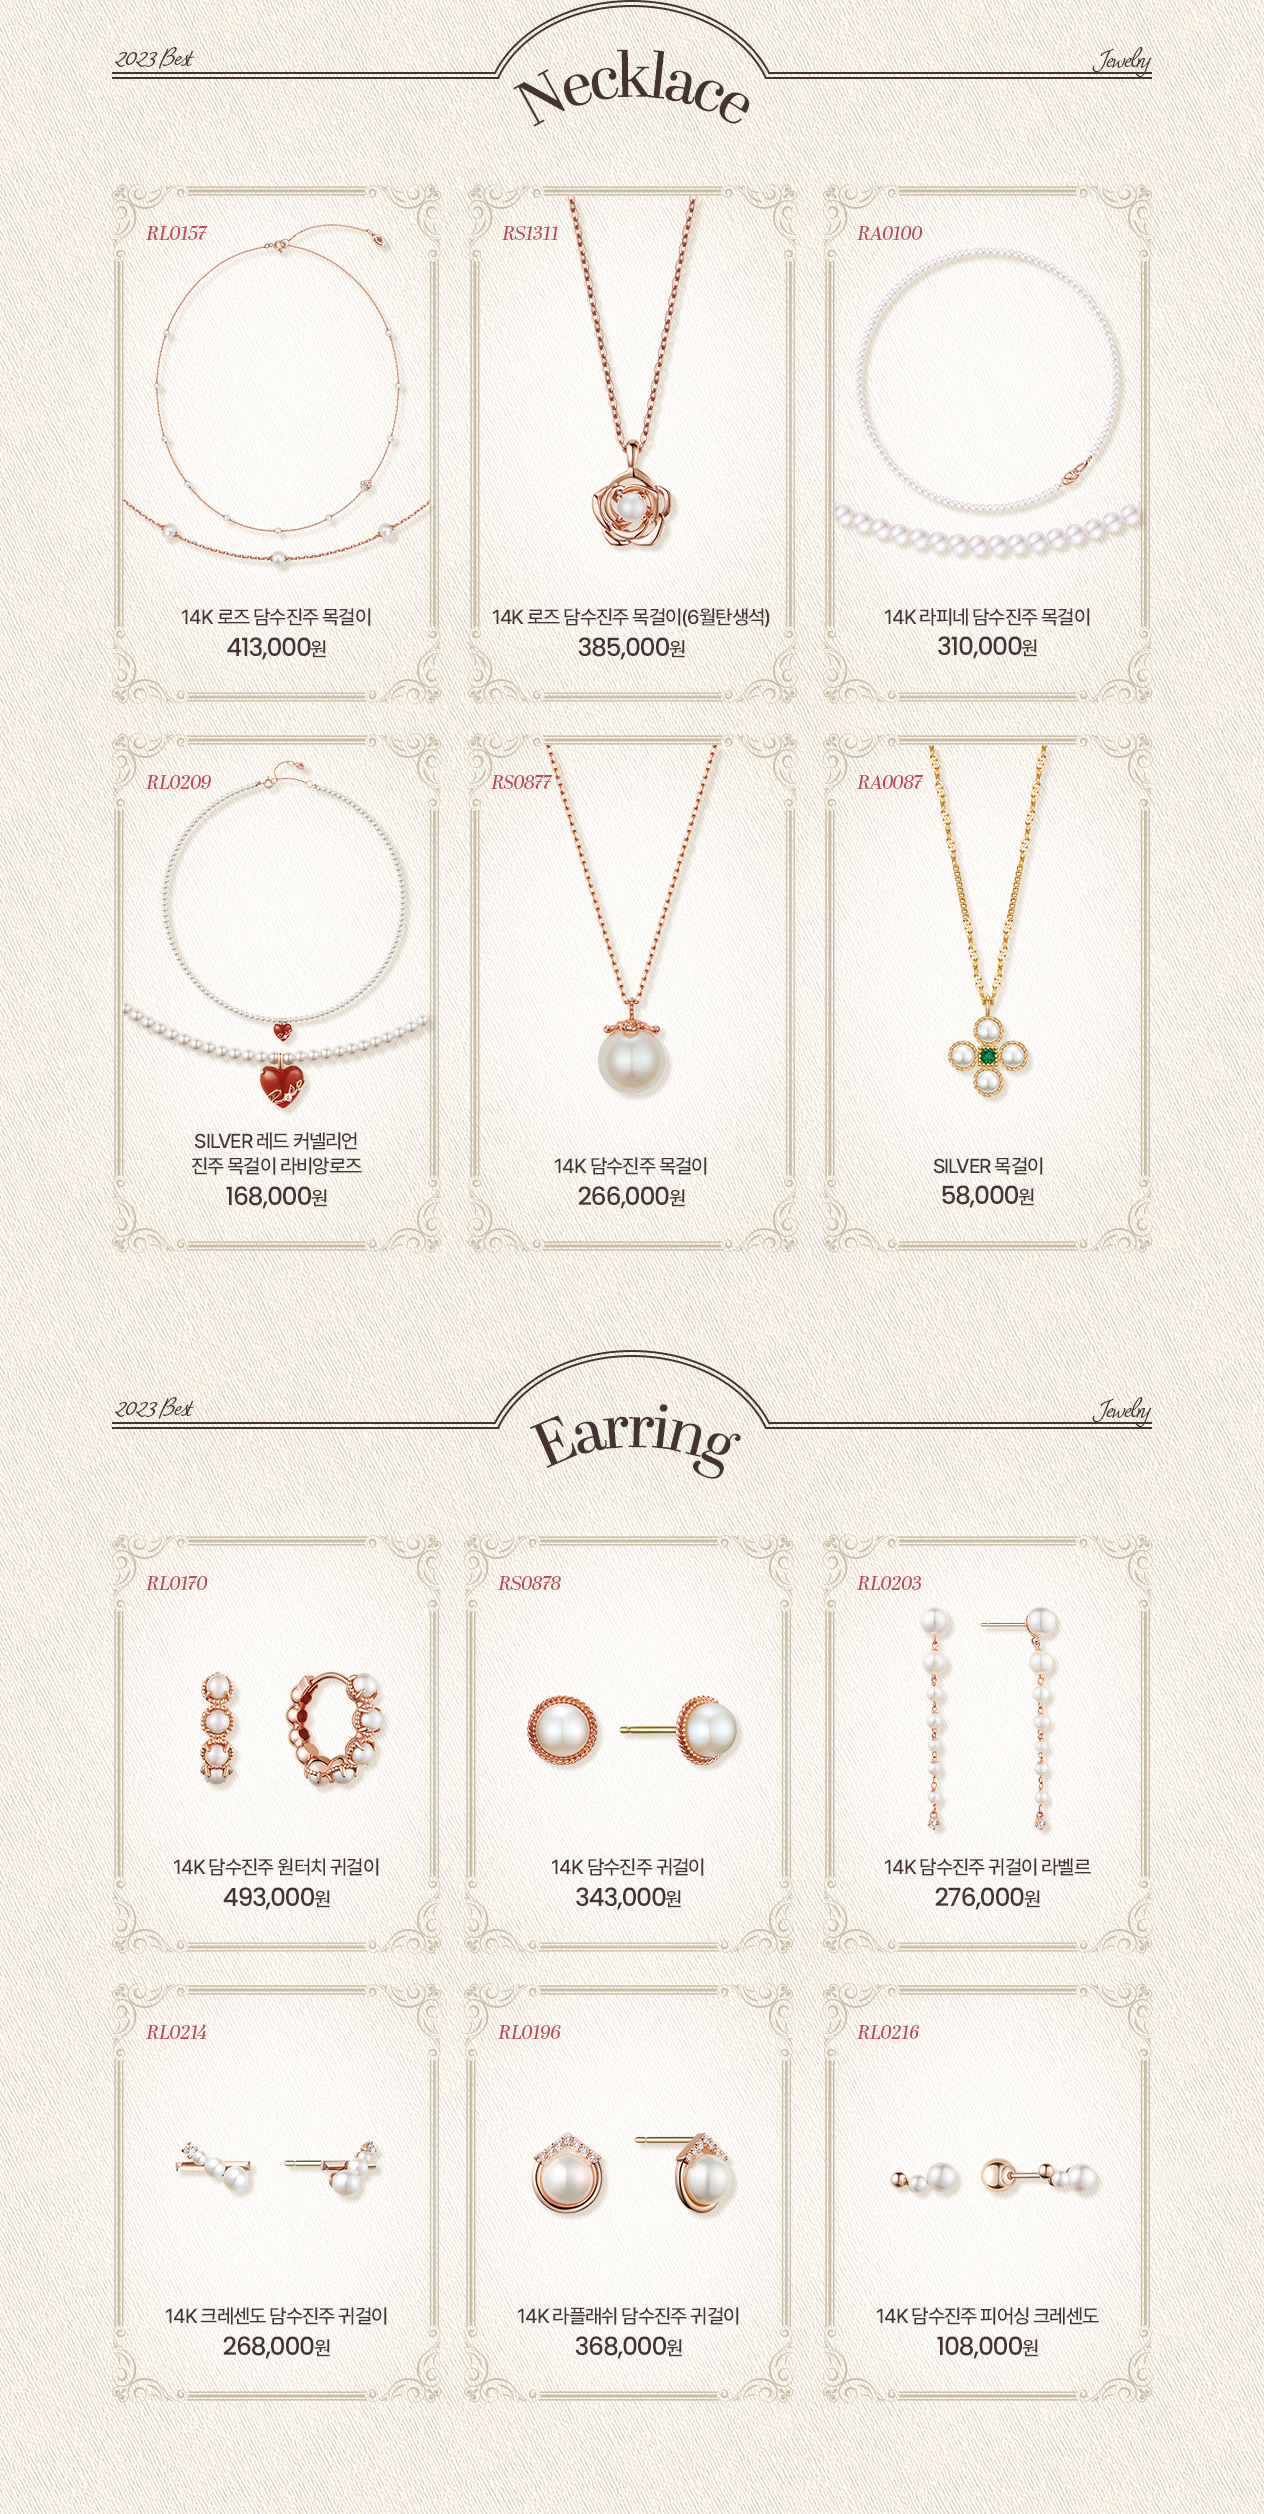 2023 Best
Jewelry
Necklace
RL0157
14K 로즈 담수진주 목걸이
413,000원
RS1311
14K 로즈 담수진주 목걸이(6월탄생석)
385,000원
RA0100
14K 라피네 담수진주 목걸이
310,000원
RL0209
SILVER 레드 커넬리언
진주 목걸이 라비앙로즈
168,000원
RS0877
14K 담수진주 목걸이
266,000원
RA0087
SILVER 목걸이
58,000원
2023 Best
Jewelry
Earring
RL0170
14K 담수진주 원터치 귀걸이
493,000원
RS0878
14K 담수진주 귀걸이
343,000원
RL0203
14K 담수진주 귀걸이 라벨르
276,000원
RL0214
14K 크레센도 담수진주 귀걸이
268,000원
RL0196
14K 라플래쉬 담수진주 귀걸이
368,000원
RL0216
14K 담수진주 피어싱 크레센도
108,000원